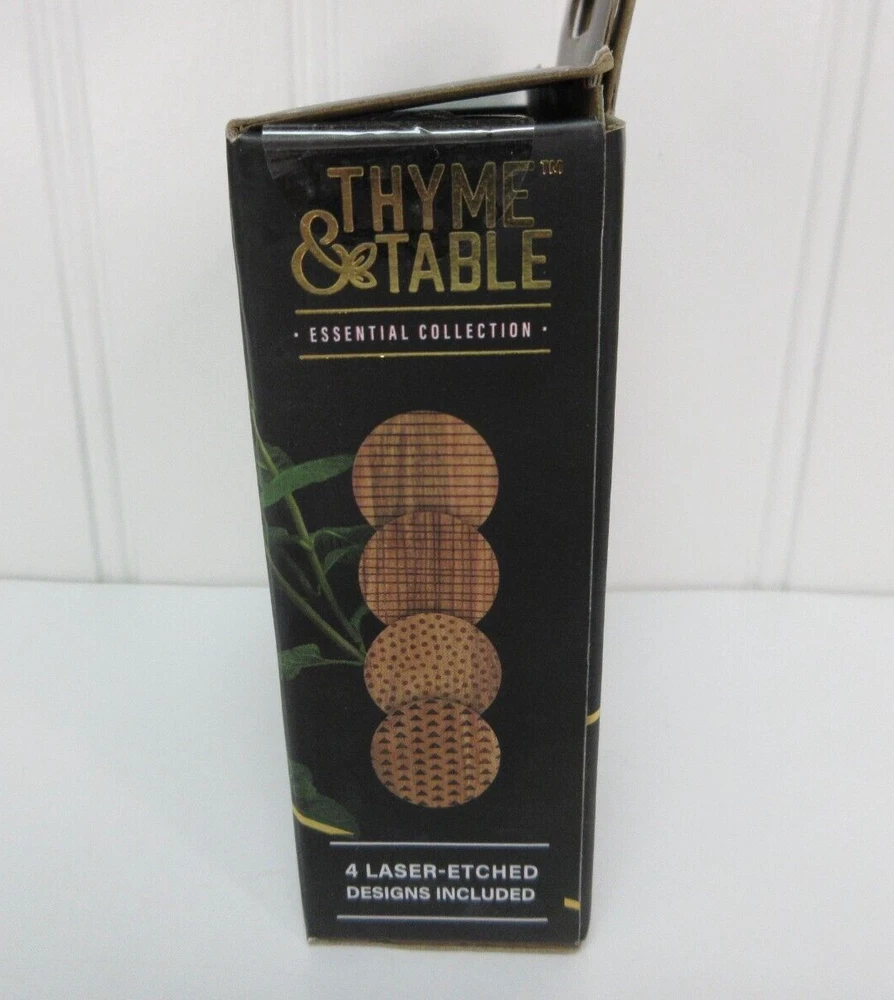 THYME™
& TABLE
· ESSENTIAL COLLECTION ·
4 LASER-ETCHED
DESIGNS INCLUDED